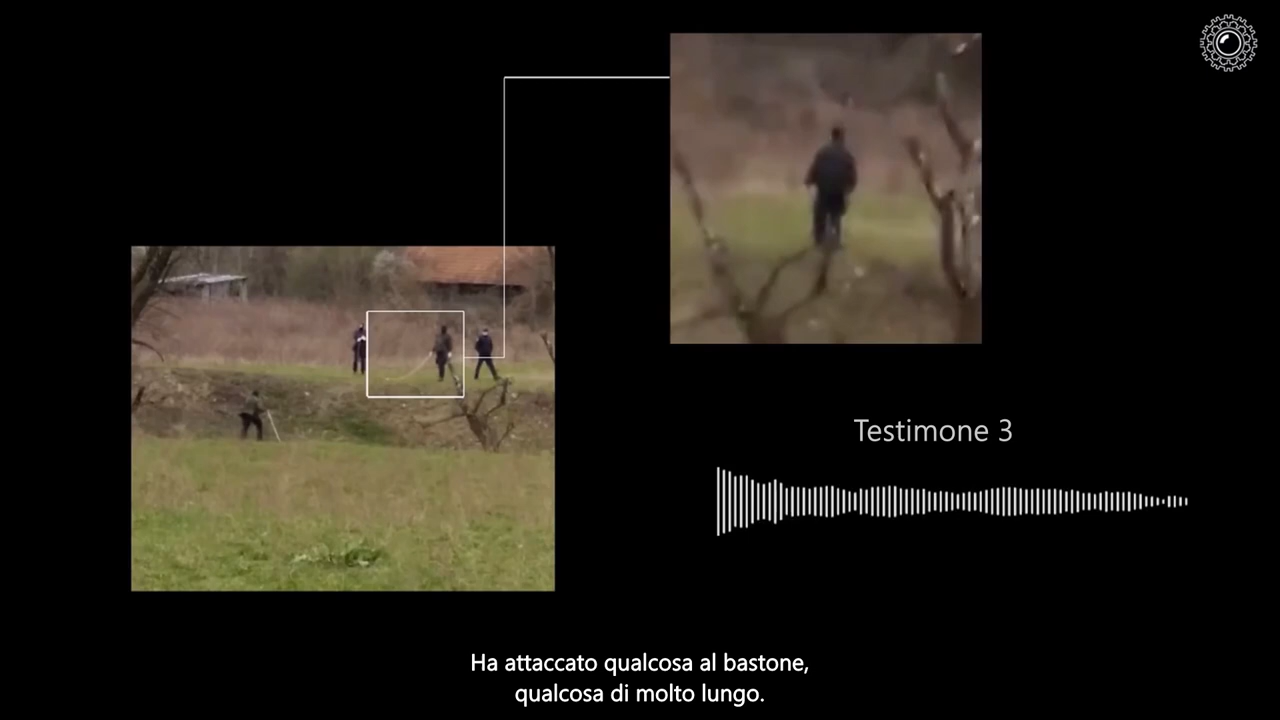 Testimone 3
Ha attaccato qualcosa al bastone,
qualcosa di molto lungo.